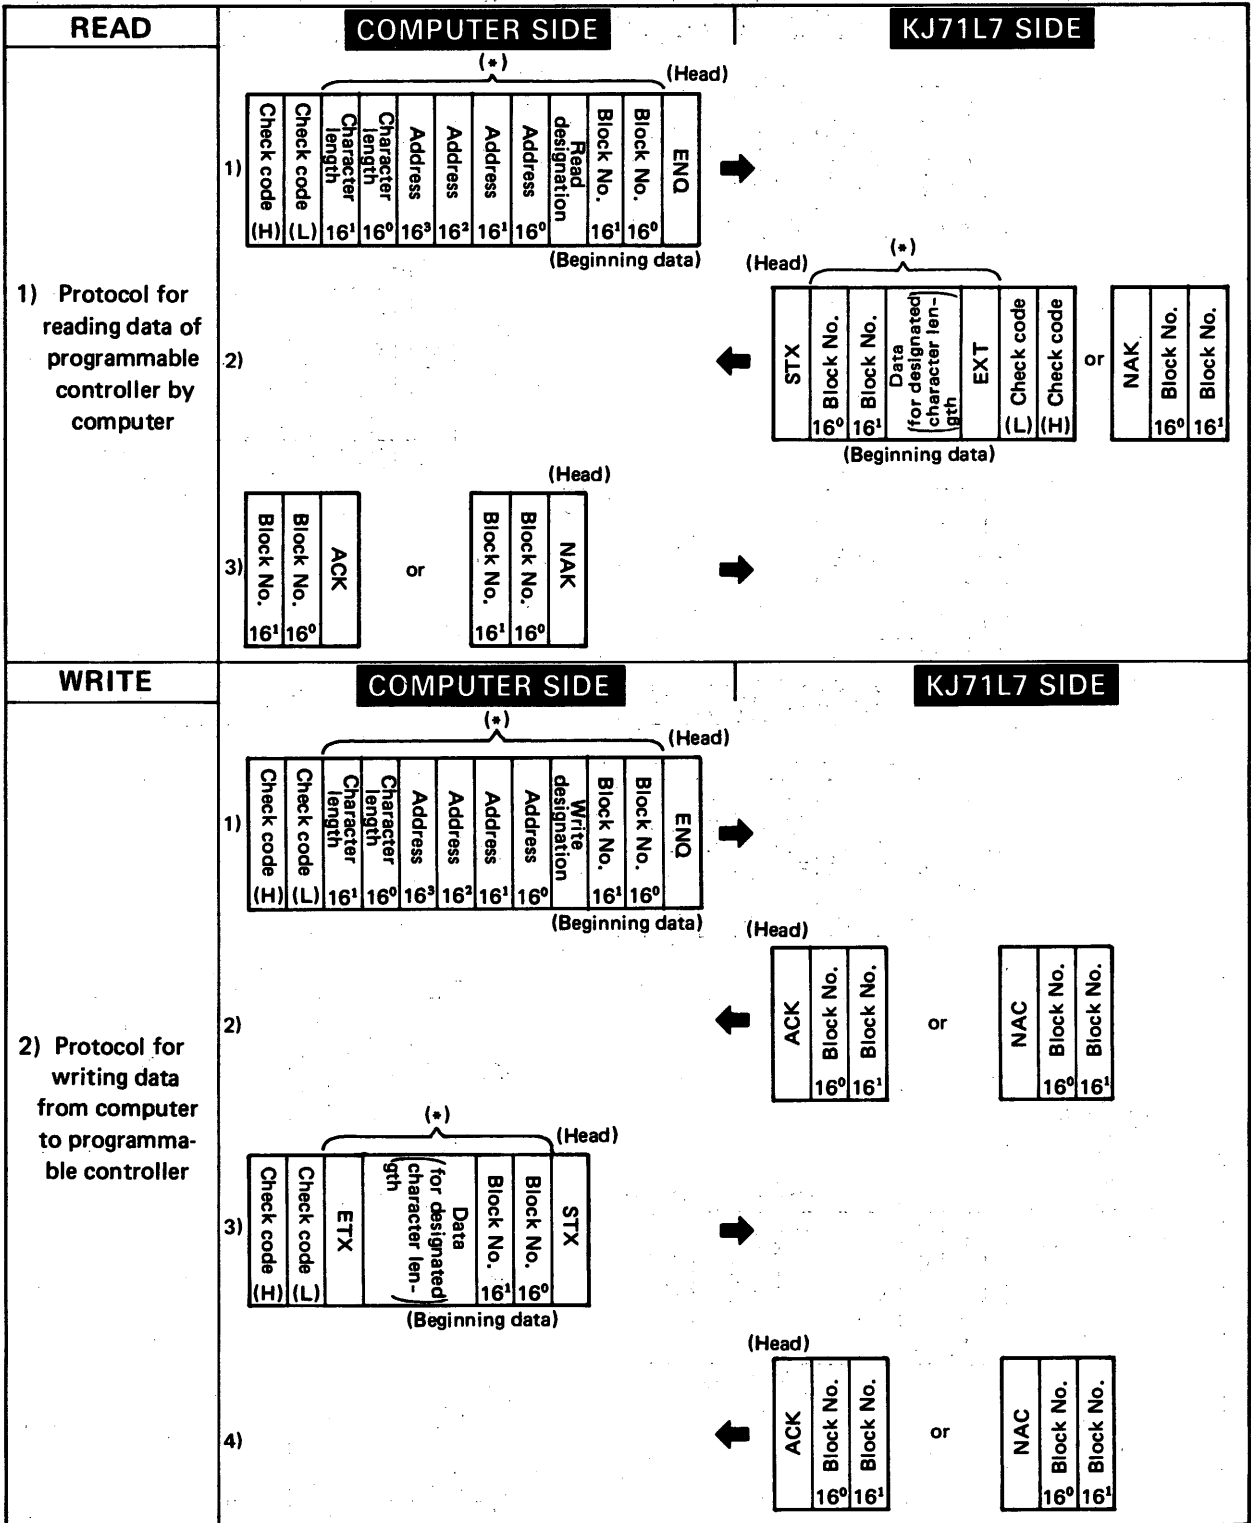 READ
COMPUTER SIDE
KJ71L7 SIDE
(*)
(Head)
1)
Check code (H)
Check code (L)
Character length 16¹
Character length 16⁰
Address 16³
Address 16²
Address 16¹
Address 16⁰
Read designation
Block No. 16¹
Block No. 16⁰
ENQ
(Beginning data)
1) Protocol for
reading data of
programmable
controller by
computer
2)
(Head)
(*)
STX
16⁰ Block No.
16¹ Block No.
Data
(for designated
character len-
gth)
EXT
(L) Check code
(H) Check code
or
NAK
16⁰ Block No.
16¹ Block No.
(Beginning data)
(Head)
3)
Block No. 16¹
Block No. 16⁰
ACK
or
Block No. 16¹
Block No. 16⁰
NAK
WRITE
COMPUTER SIDE
KJ71L7 SIDE
(*)
(Head)
1)
Check code (H)
Check code (L)
Character length 16¹
Character length 16⁰
Address 16³
Address 16²
Address 16¹
Address 16⁰
Write designation
Block No. 16¹
Block No. 16⁰
ENQ
(Beginning data)
2) Protocol for
writing data
from computer
to programma-
ble controller
(Head)
2)
ACK
16⁰ Block No.
16¹ Block No.
or
NAC
16⁰ Block No.
16¹ Block No.
(*)
(Head)
3)
Check code (H)
Check code (L)
ETX
Data
(for designated
character len-
gth)
Block No. 16¹
Block No. 16⁰
STX
(Beginning data)
(Head)
4)
ACK
16⁰ Block No.
16¹ Block No.
or
NAC
16⁰ Block No.
16¹ Block No.